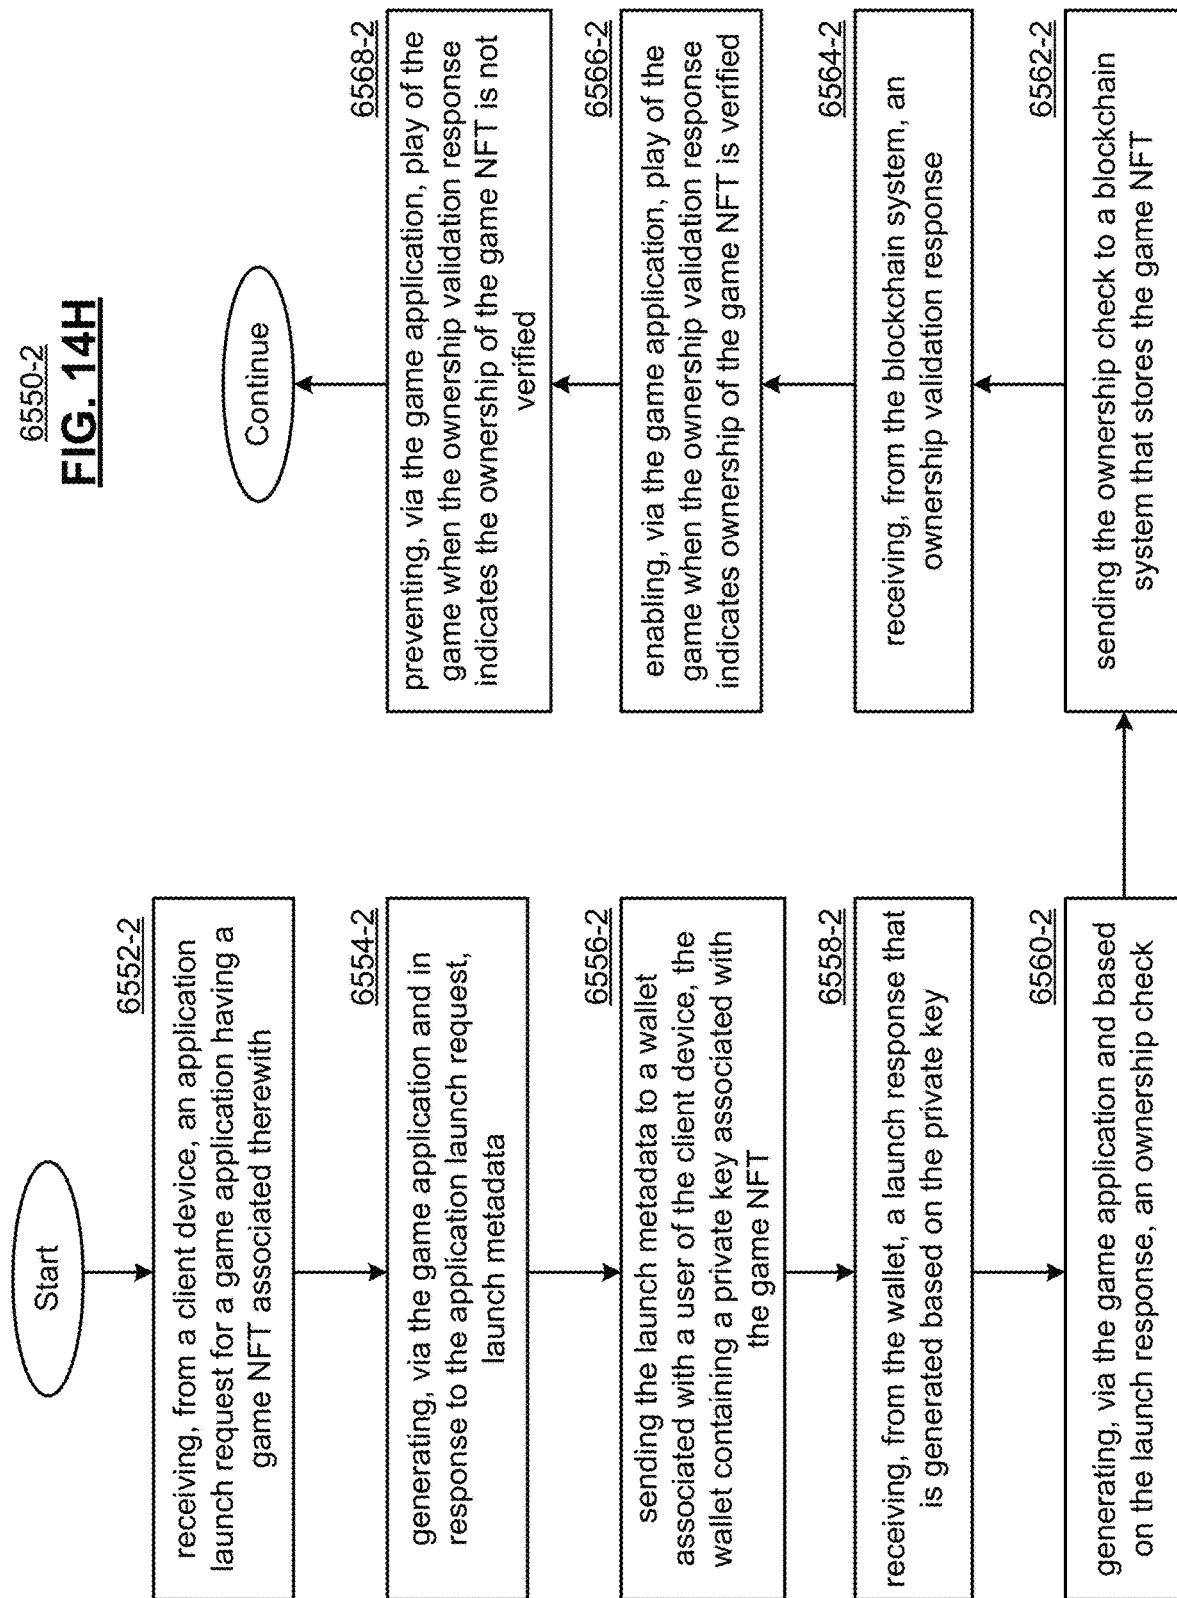 6550-2
FIG. 14H
Start
6552-2
receiving, from a client device, an application
launch request for a game application having a
game NFT associated therewith
6554-2
generating, via the game application and in
response to the application launch request,
launch metadata
6556-2
sending the launch metadata to a wallet
associated with a user of the client device, the
wallet containing a private key associated with
the game NFT
6558-2
receiving, from the wallet, a launch response that
is generated based on the private key
6560-2
generating, via the game application and based
on the launch response, an ownership check
6562-2
sending the ownership check to a blockchain
system that stores the game NFT
6564-2
receiving, from the blockchain system, an
ownership validation response
6566-2
enabling, via the game application, play of the
game when the ownership validation response
indicates ownership of the game NFT is verified
6568-2
preventing, via the game application, play of the
game when the ownership validation response
indicates the ownership of the game NFT is not
verified
Continue